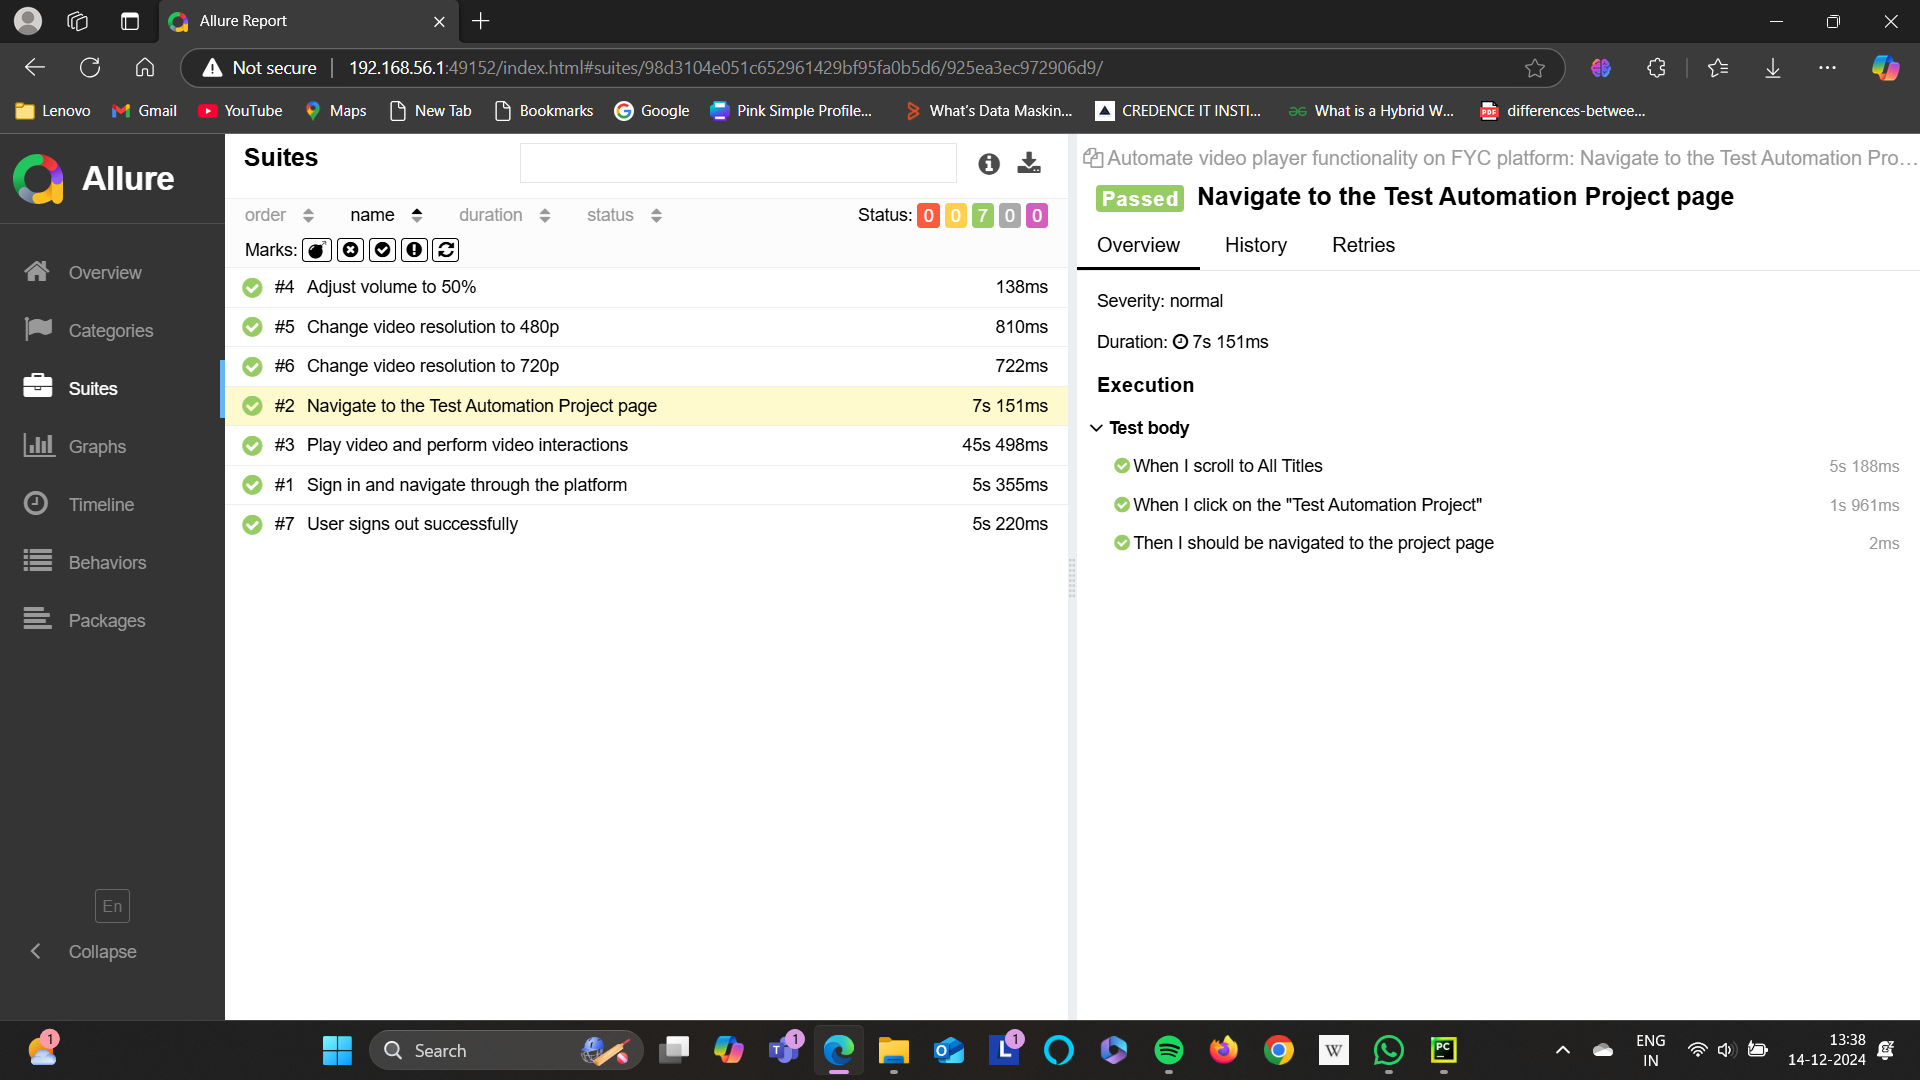 Allure Report
Not secure
192.168.56.1:49152/index.html#suites/98d3104e051c652961429bf95fa0b5d6/925ea3ec972906d9/
Lenovo
Gmail
YouTube
Maps
New Tab
Bookmarks
Google
Pink Simple Profile...
What's Data Maskin...
CREDENCE IT INSTI...
What is a Hybrid W...
PDF
differences-betwee...
Allure
Overview
Categories
Suites
Graphs
Timeline
Behaviors
Packages
En
Collapse
Suites
order name duration status
Status: 0 0 7 0 0
Marks:
#4 Adjust volume to 50% 138ms
#5 Change video resolution to 480p 810ms
#6 Change video resolution to 720p 722ms
#2 Navigate to the Test Automation Project page 7s 151ms
#3 Play video and perform video interactions 45s 498ms
#1 Sign in and navigate through the platform 5s 355ms
#7 User signs out successfully 5s 220ms
Automate video player functionality on FYC platform: Navigate to the Test Automation Pro...
Passed Navigate to the Test Automation Project page
Overview History Retries
Severity: normal
Duration: 7s 151ms
Execution
Test body
When I scroll to All Titles 5s 188ms
When I click on the "Test Automation Project" 1s 961ms
Then I should be navigated to the project page 2ms
1
Search
T
1
L
1
W
PC
ENG
IN
13:38
14-12-2024